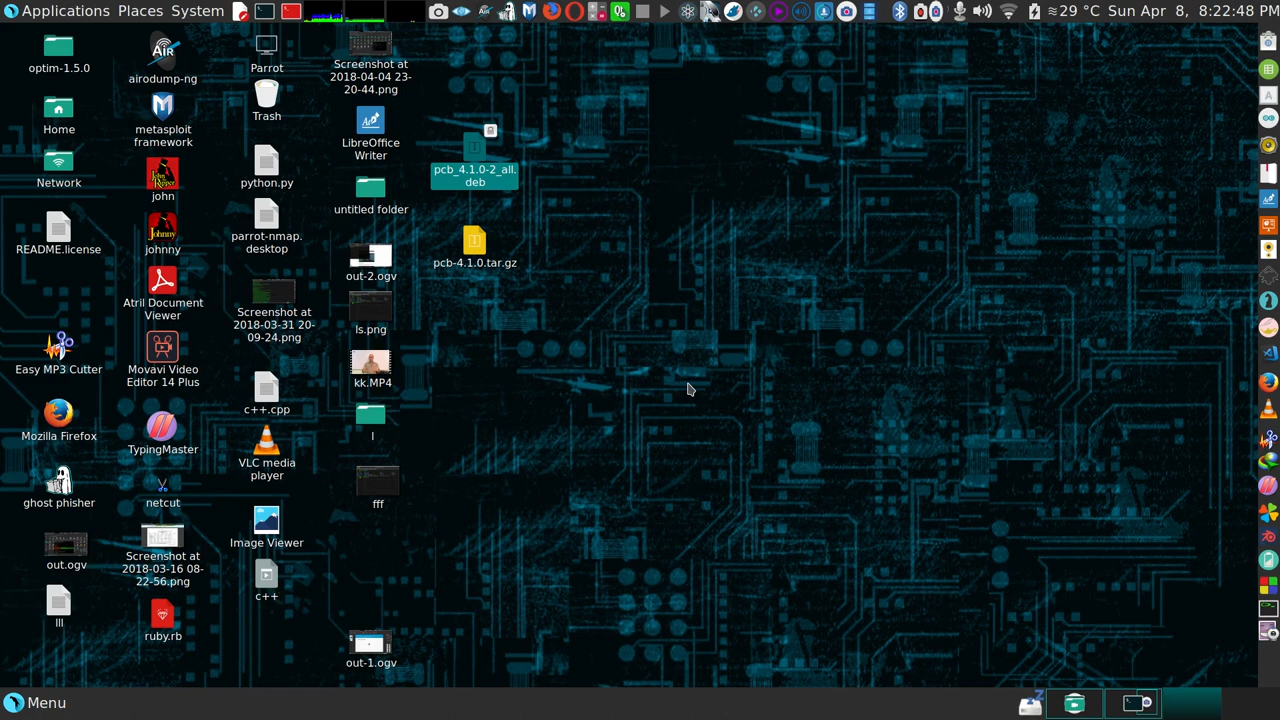 Applications Places System
29 °C Sun Apr 8, 8:22:48 PM
optim-1.5.0
Home
Network
README.license
Easy MP3 Cutter
Mozilla Firefox
ghost phisher
out.ogv
lll
airodump-ng
metasploit
framework
john
johnny
Atril Document
Viewer
Movavi Video
Editor 14 Plus
TypingMaster
netcut
Screenshot at
2018-03-16 08-
22-56.png
ruby.rb
Parrot
Trash
python.py
parrot-nmap.
desktop
Screenshot at
2018-03-31 20-
09-24.png
c++.cpp
VLC media
player
Image Viewer
c++
Screenshot at
2018-04-04 23-
20-44.png
LibreOffice
Writer
untitled folder
out-2.ogv
ls.png
kk.MP4
l
fff
out-1.ogv
pcb_4.1.0-2_all.
deb
pcb-4.1.0.tar.gz
Menu